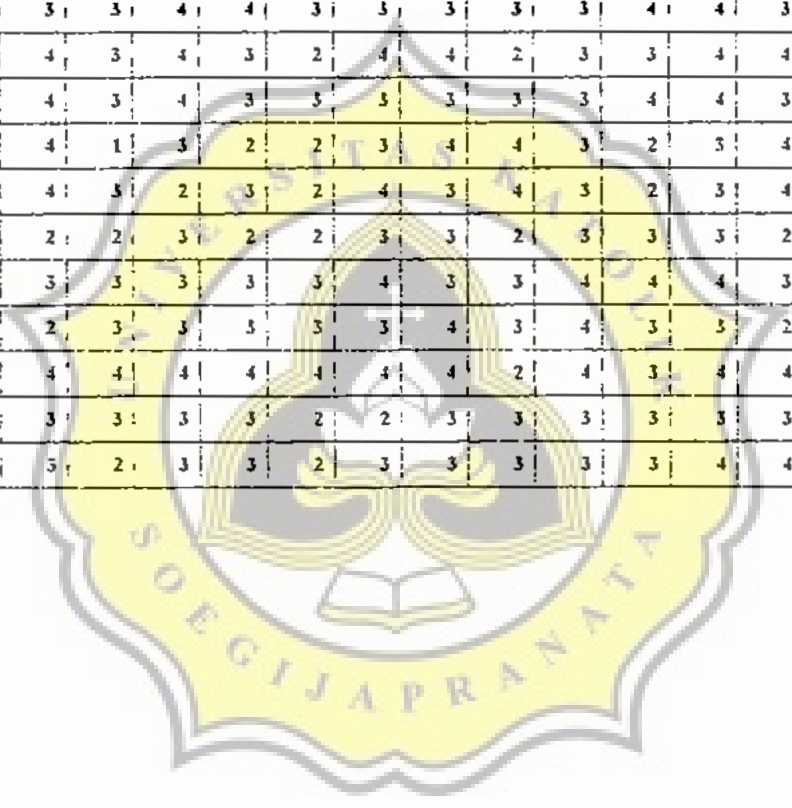 3 3 4 4 3 3 3 3 3 4 4 3
4 3 4 3 2 4 4 2 3 3 4 4
4 3 4 3 3 3 3 3 3 4 4 3
4 1 3 2 2 3 4 4 3 2 3 4
4 3 2 3 2 4 3 4 3 2 3 4
2 2 3 2 2 3 3 2 3 3 3 2
3 3 3 3 3 4 3 3 4 4 4 3
2 3 3 3 3 3 4 3 4 3 3 2
4 4 4 4 4 4 4 2 4 3 4 4
3 3 3 3 2 2 3 3 3 3 3 3
3 2 3 3 2 3 3 3 3 3 4 4
UNIVERSITAS KATOLIK
SOEGIJAPRANATA